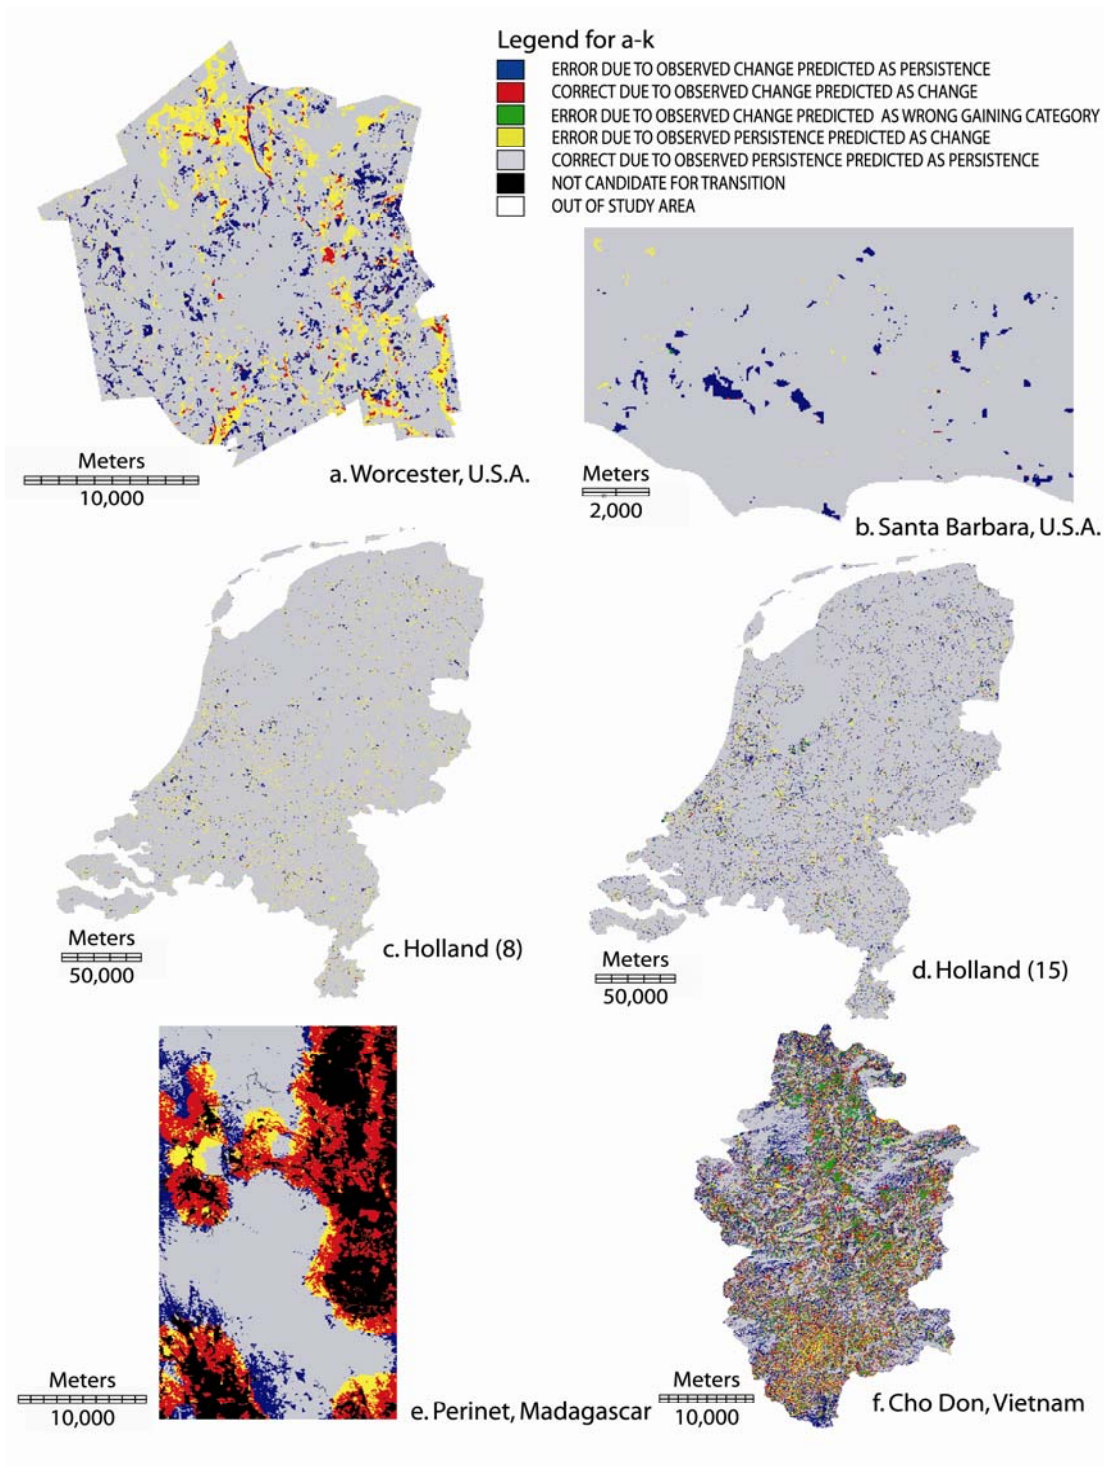 Legend for a-k
ERROR DUE TO OBSERVED CHANGE PREDICTED AS PERSISTENCE
CORRECT DUE TO OBSERVED CHANGE PREDICTED AS CHANGE
ERROR DUE TO OBSERVED CHANGE PREDICTED AS WRONG GAINING CATEGORY
ERROR DUE TO OBSERVED PERSISTENCE PREDICTED AS CHANGE
CORRECT DUE TO OBSERVED PERSISTENCE PREDICTED AS PERSISTENCE
NOT CANDIDATE FOR TRANSITION
OUT OF STUDY AREA
Meters
10,000
a. Worcester, U.S.A.
Meters
2,000
b. Santa Barbara, U.S.A.
Meters
50,000
c. Holland (8)
Meters
50,000
d. Holland (15)
Meters
10,000
e. Perinet, Madagascar
Meters
10,000
f. Cho Don, Vietnam